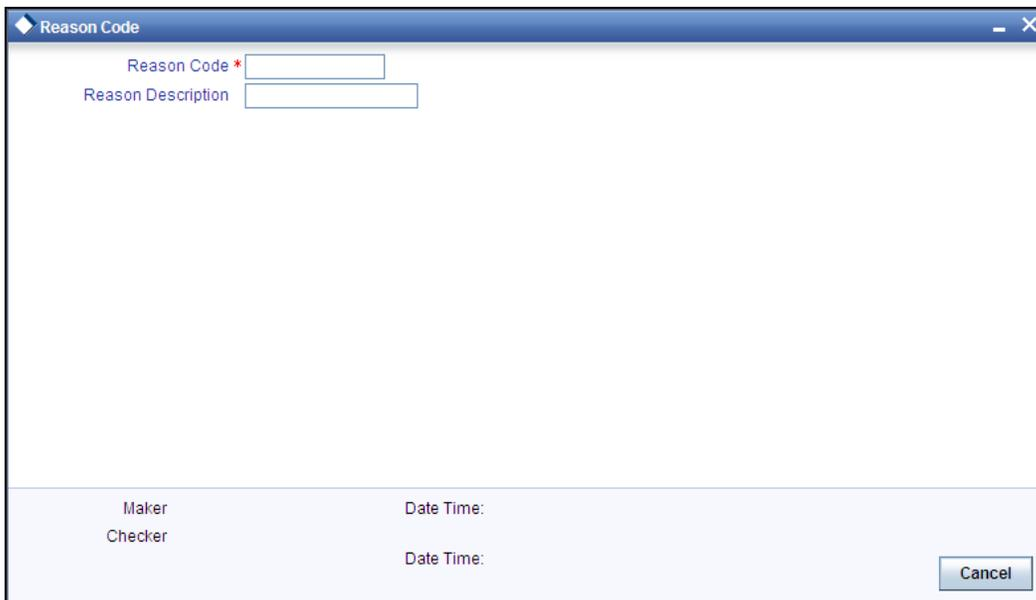 Reason Code
Reason Code *
Reason Description
Maker Date Time:
Checker
Date Time:
Cancel